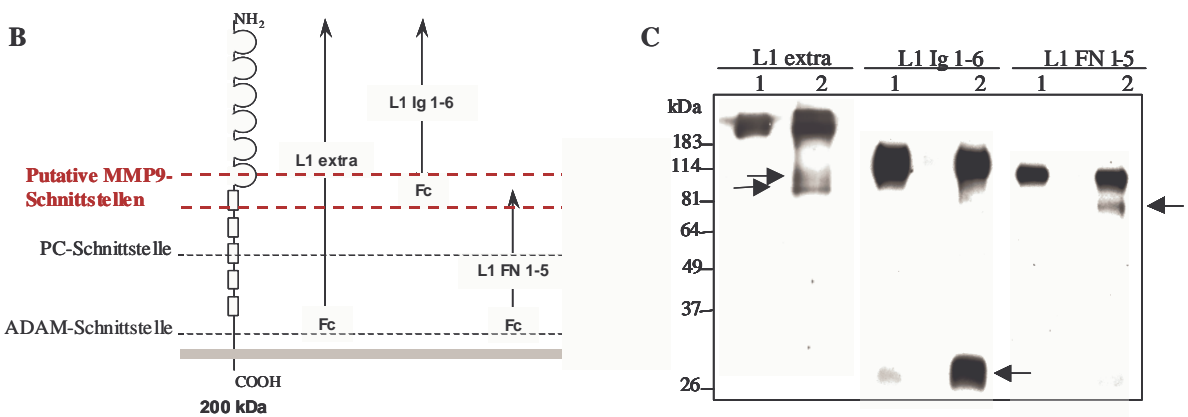 B
NH2
L1 Ig 1-6
L1 extra
Putative MMP9-
Schnittstellen
Fc
PC-Schnittstelle
L1 FN 1-5
ADAM-Schnittstelle
Fc
Fc
COOH
200 kDa
C
L1 extra L1 Ig 1-6 L1 FN 1-5
1 2 1 2 1 2
kDa
183
114
81
64
49
37
26